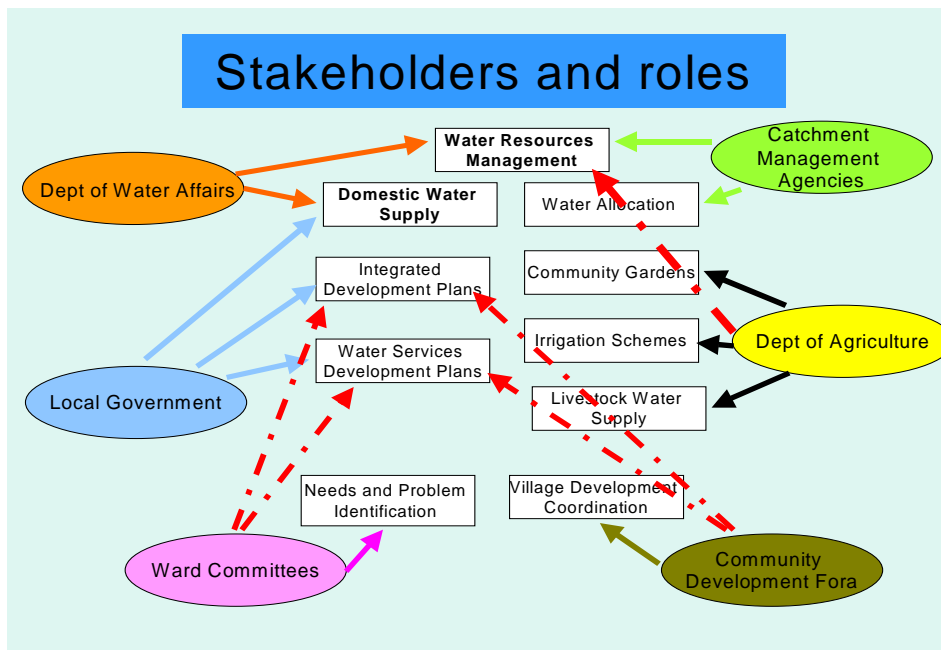 Stakeholders and roles
Water Resources
Management
Catchment
Management
Agencies
Dept of Water Affairs
Domestic Water
Supply
Water Allocation
Integrated
Development Plans
Community Gardens
Water Services
Development Plans
Irrigation Schemes
Dept of Agriculture
Local Government
Livestock Water
Supply
Needs and Problem
Identification
Village Development
Coordination
Ward Committees
Community
Development Fora